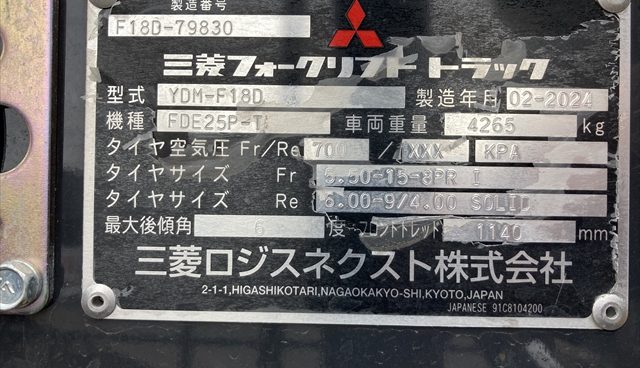 製造番号
F18D-79830
三菱フォークリフト トラック
型式 YDM-F18D 製造年月 02-2024
機種 FDE25P-T 車両重量 4265 kg
タイヤ空気圧 Fr/Re 700 / XXX KPA
タイヤサイズ Fr 5.50-15-8PR I
タイヤサイズ Re 6.00-9/4.00 SOLID
最大後傾角 6 度 フロントトレッド 1140 mm
三菱ロジスネクスト株式会社
2-1-1,HIGASHIKOTARI,NAGAOKAKYO-SHI,KYOTO,JAPAN
JAPANESE 91C8104200